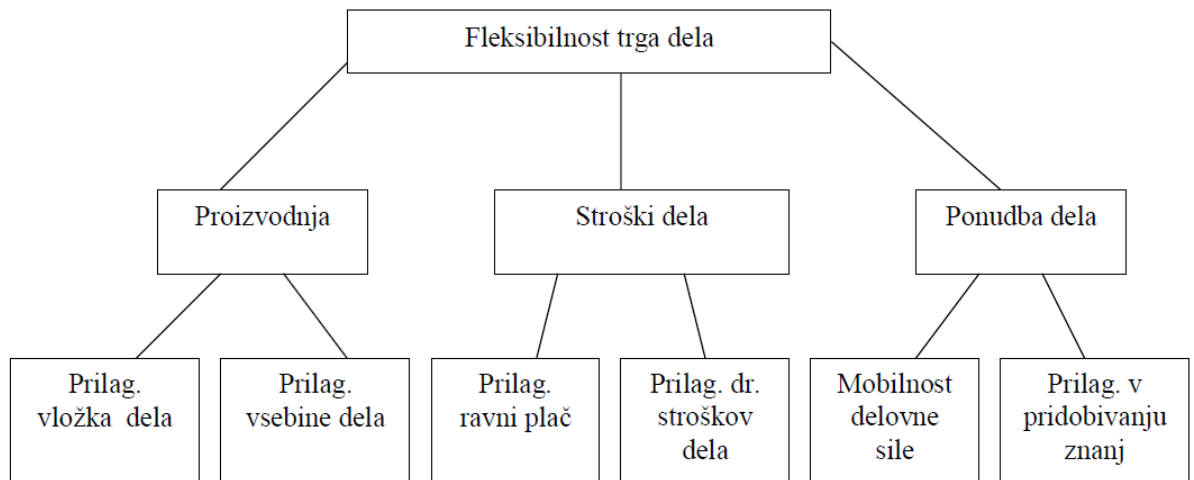 Fleksibilnost trga dela
Proizvodnja
Stroški dela
Ponudba dela
Prilag.
vložka dela
Prilag.
vsebine dela
Prilag.
ravni plač
Prilag. dr.
stroškov
dela
Mobilnost
delovne
sile
Prilag. v
pridobivanju
znanj